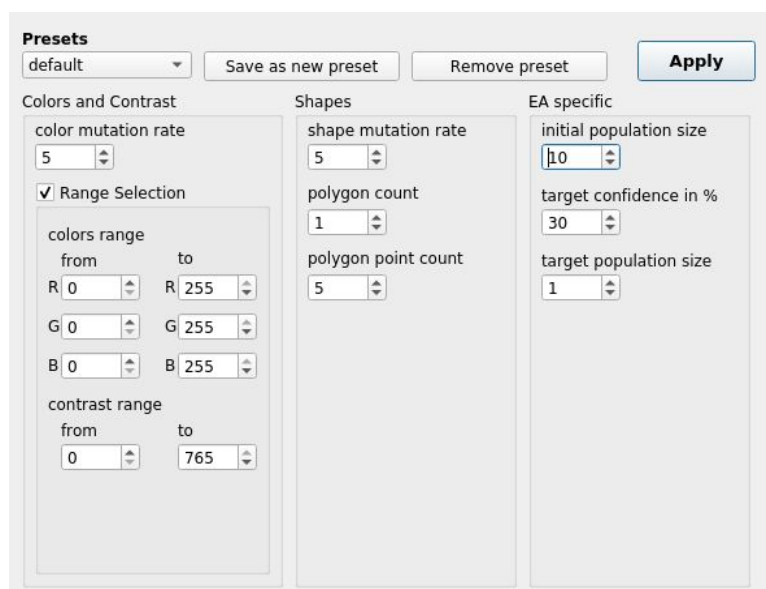 Presets
default
Save as new preset
Remove preset
Apply
Colors and Contrast
color mutation rate
5
Range Selection
colors range
from to
R 0 R 255
G 0 G 255
B 0 B 255
contrast range
from to
0 765
Shapes
shape mutation rate
5
polygon count
1
polygon point count
5
EA specific
initial population size
10
target confidence in %
30
target population size
1